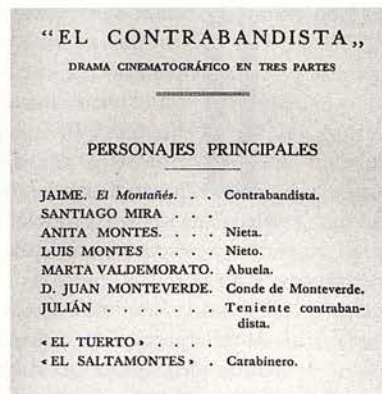 “EL CONTRABANDISTA„
DRAMA CINEMATOGRÁFICO EN TRES PARTES
PERSONAJES PRINCIPALES
JAIME. El Montañés. . . Contrabandista.
SANTIAGO MIRA . . .
ANITA MONTES. . . . Nieta.
LUIS MONTES . . . . Nieto.
MARTA VALDEMORATO. Abuela.
D. JUAN MONTEVERDE. Conde de Monteverde.
JULIÁN . . . . . . . Teniente contraban-
dista.
«EL TUERTO» . . . .
«EL SALTAMONTES» . Carabinero.